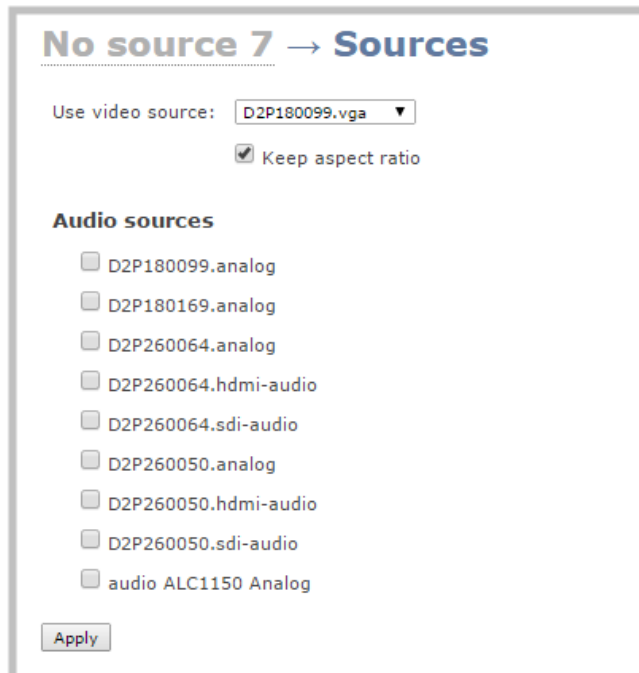 No source 7 → Sources
Use video source: D2P180099.vga
Keep aspect ratio
Audio sources
D2P180099.analog
D2P180169.analog
D2P260064.analog
D2P260064.hdmi-audio
D2P260064.sdi-audio
D2P260050.analog
D2P260050.hdmi-audio
D2P260050.sdi-audio
audio ALC1150 Analog
Apply